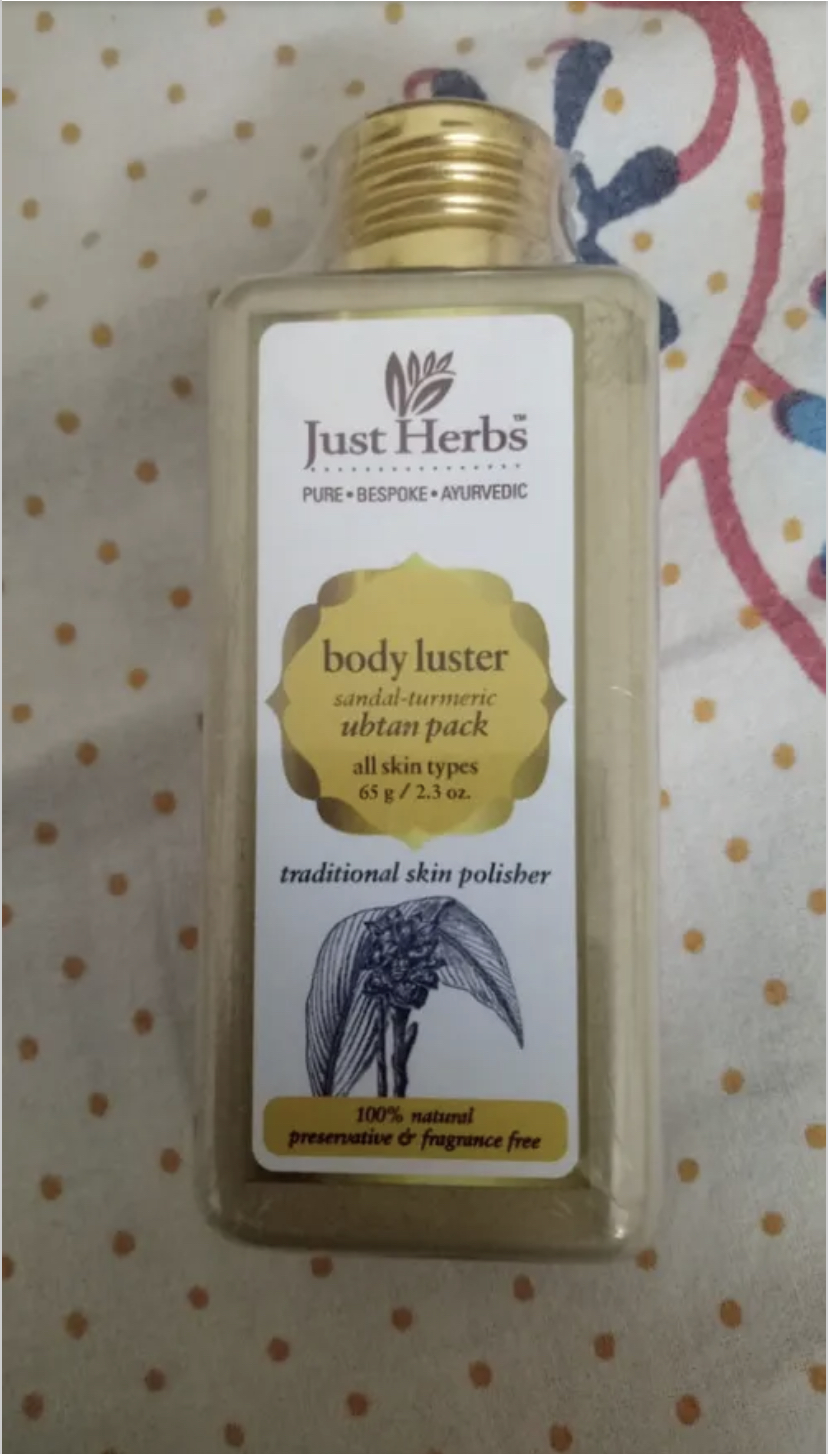 Just Herbs™
PURE • BESPOKE • AYURVEDIC
body luster
sandal-turmeric
ubtan pack
all skin types
65 g / 2.3 oz.
traditional skin polisher
100% natural
preservative & fragrance free